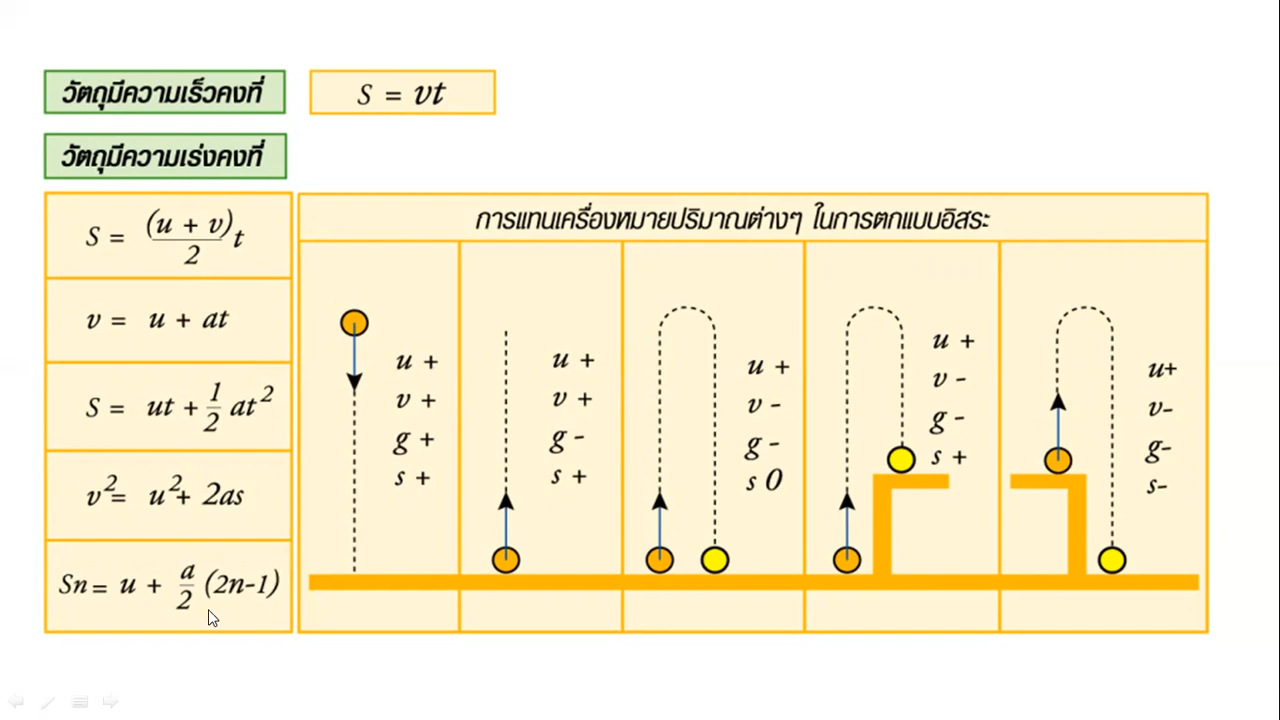 วัตถุมีความเร็วคงที่
S = vt
วัตถุมีความเร่งคงที่
S = (u + v)/2 t
v = u + at
S = ut + 1/2 at²
v² = u² + 2as
Sn = u + a/2 (2n-1)
การแทนเครื่องหมายปริมาณต่างๆ ในการตกแบบอิสระ
u +
v +
g +
s +
u +
v +
g -
s +
u +
v -
g -
s 0
u +
v -
g -
s +
u+
v-
g-
s-